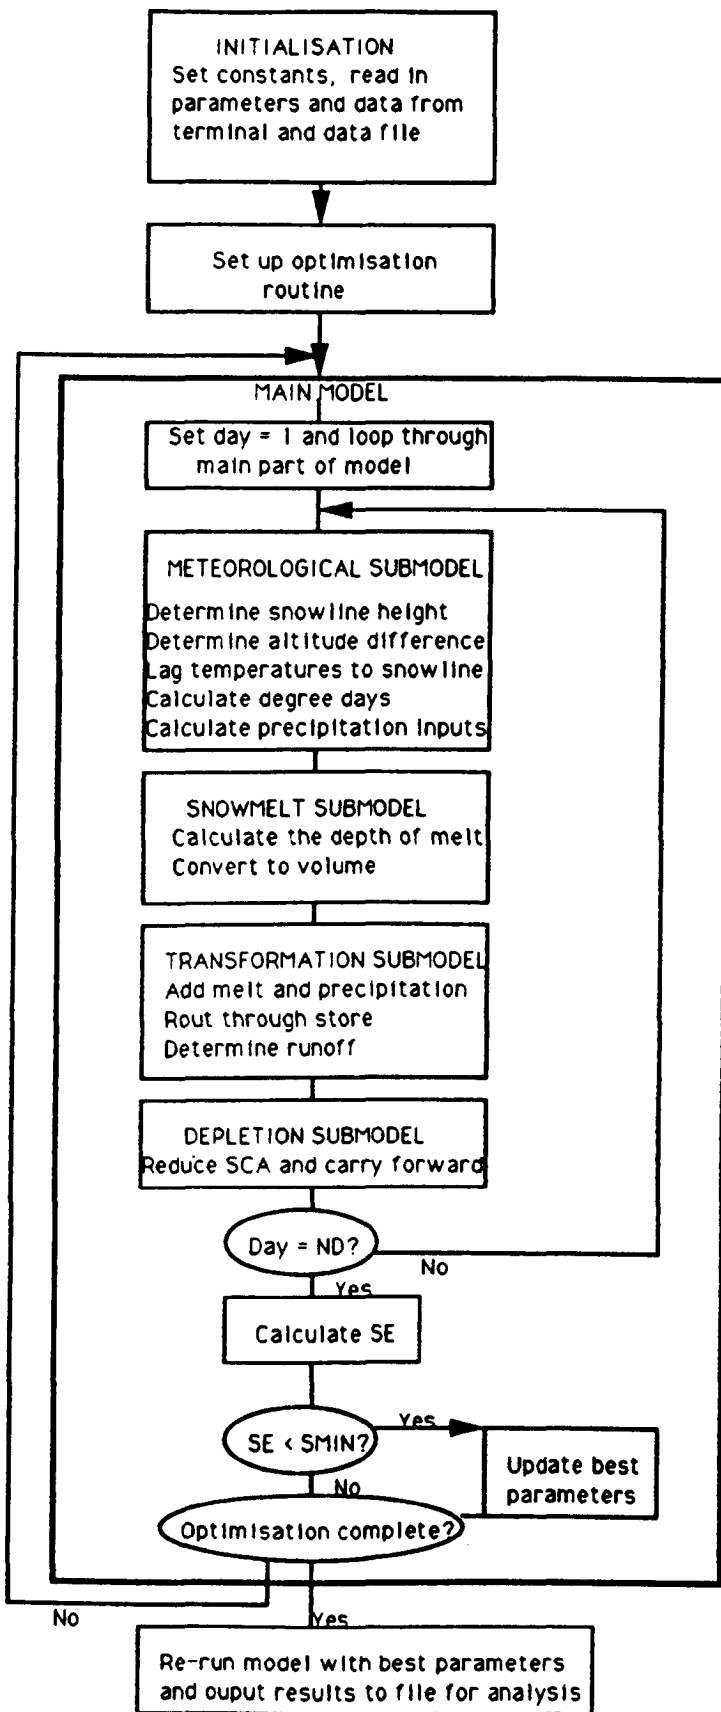 INITIALISATION
Set constants, read in
parameters and data from
terminal and data file
Set up optimisation
routine
MAIN MODEL
Set day = 1 and loop through
main part of model
METEOROLOGICAL SUBMODEL
Determine snowline height
Determine altitude difference
Lag temperatures to snowline
Calculate degree days
Calculate precipitation inputs
SNOWMELT SUBMODEL
Calculate the depth of melt
Convert to volume
TRANSFORMATION SUBMODEL
Add melt and precipitation
Rout through store
Determine runoff
DEPLETION SUBMODEL
Reduce SCA and carry forward
Day = ND?
No
Yes
Calculate SE
SE < SMIN?
Yes
Update best
parameters
No
Optimisation complete?
No
Yes
Re-run model with best parameters
and ouput results to file for analysis